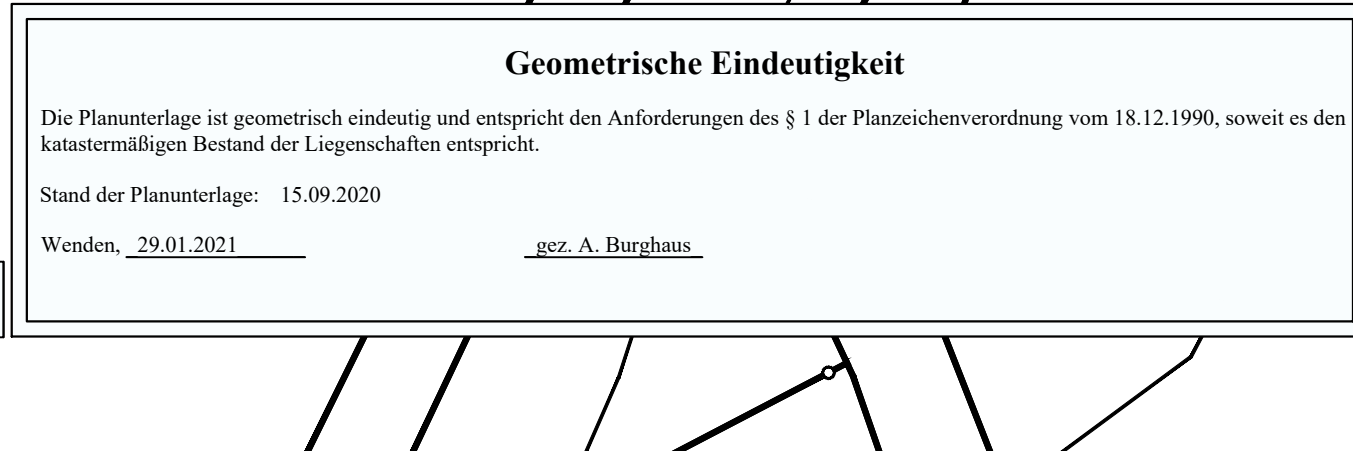 Geometrische Eindeutigkeit
Die Planunterlage ist geometrisch eindeutig und entspricht den Anforderungen des § 1 der Planzeichenverordnung vom 18.12.1990, soweit es den
katastermäßigen Bestand der Liegenschaften entspricht.
Stand der Planunterlage: 15.09.2020
Wenden, 29.01.2021 gez. A. Burghaus